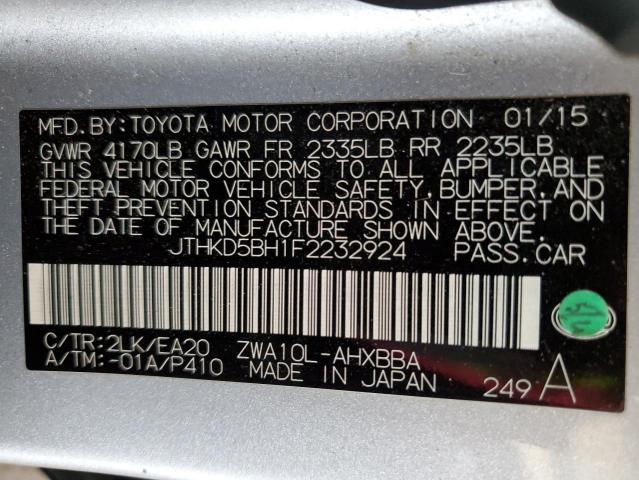 MFD.BY:TOYOTA MOTOR CORPORATION 01/15
GVWR 4170LB GAWR FR 2335LB RR 2235LB
THIS VEHICLE CONFORMS TO ALL APPLICABLE
FEDERAL MOTOR VEHICLE SAFETY, BUMPER, AND
THEFT PREVENTION STANDARDS IN EFFECT ON
THE DATE OF MANUFACTURE SHOWN ABOVE.
JTHKD5BH1F2232924 PASS.CAR
C/TR:2LK/EA20 ZWA10L-AHXBBA
A/TM:-01A/P410 MADE IN JAPAN
249 A